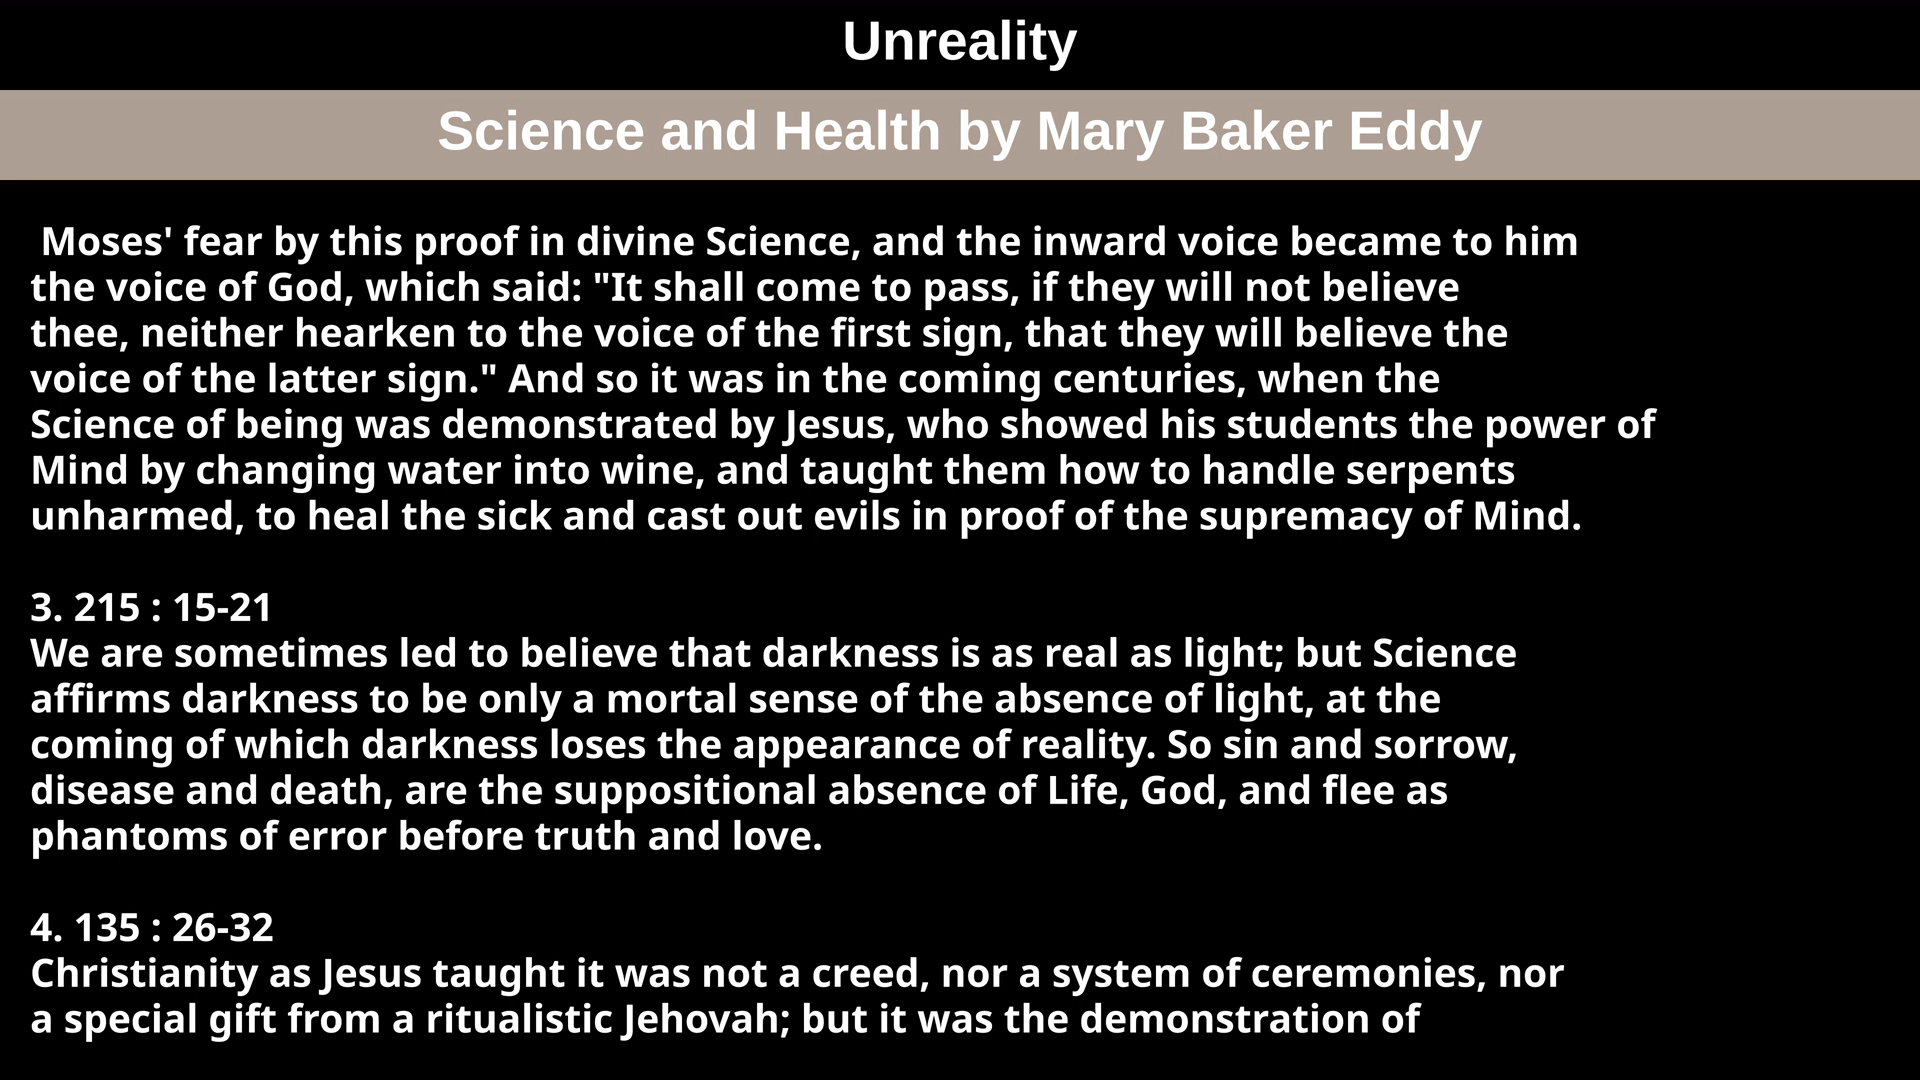 Unreality
Science and Health by Mary Baker Eddy
Moses' fear by this proof in divine Science, and the inward voice became to him
the voice of God, which said: "It shall come to pass, if they will not believe
thee, neither hearken to the voice of the first sign, that they will believe the
voice of the latter sign." And so it was in the coming centuries, when the
Science of being was demonstrated by Jesus, who showed his students the power of
Mind by changing water into wine, and taught them how to handle serpents
unharmed, to heal the sick and cast out evils in proof of the supremacy of Mind.
3. 215 : 15-21
We are sometimes led to believe that darkness is as real as light; but Science
affirms darkness to be only a mortal sense of the absence of light, at the
coming of which darkness loses the appearance of reality. So sin and sorrow,
disease and death, are the suppositional absence of Life, God, and flee as
phantoms of error before truth and love.
4. 135 : 26-32
Christianity as Jesus taught it was not a creed, nor a system of ceremonies, nor
a special gift from a ritualistic Jehovah; but it was the demonstration of